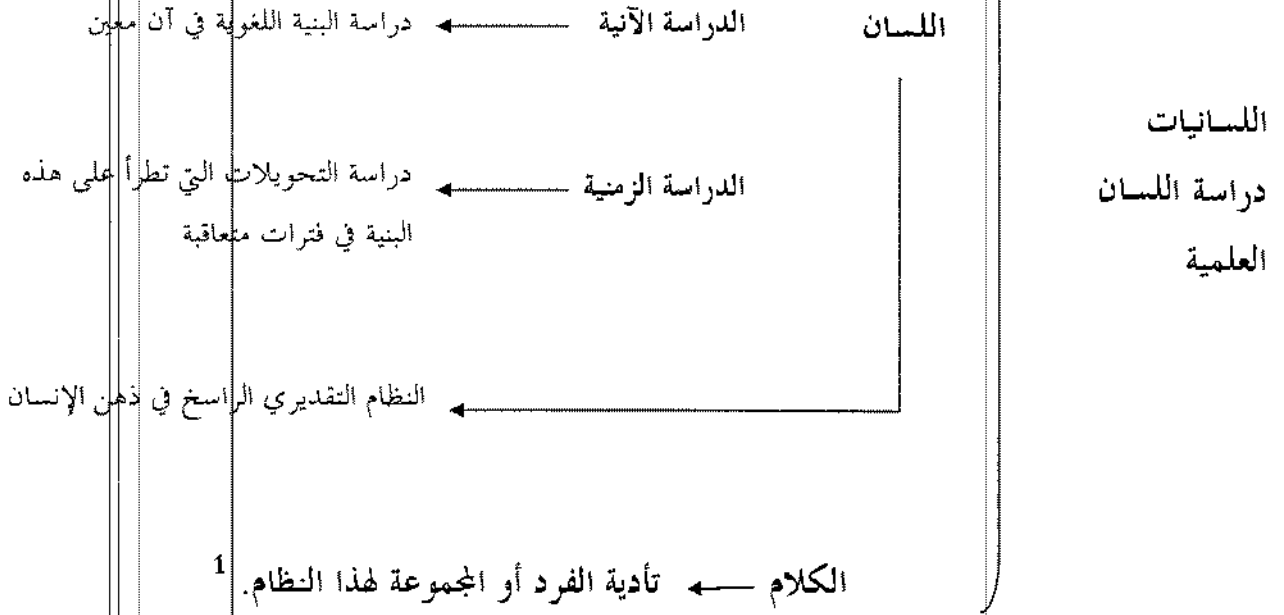 اللسانيات
دراسة اللسان
العلمية
اللسان
الدراسة الآنية
دراسة البنية اللغوية في آن معين
الدراسة الزمنية
دراسة التحويلات التي تطرأ على هذه
البنية في فترات متعاقبة
النظام التقديري الراسخ في ذهن الإنسان
الكلام
تأدية الفرد أو المجموعة لهذا النظام. 1